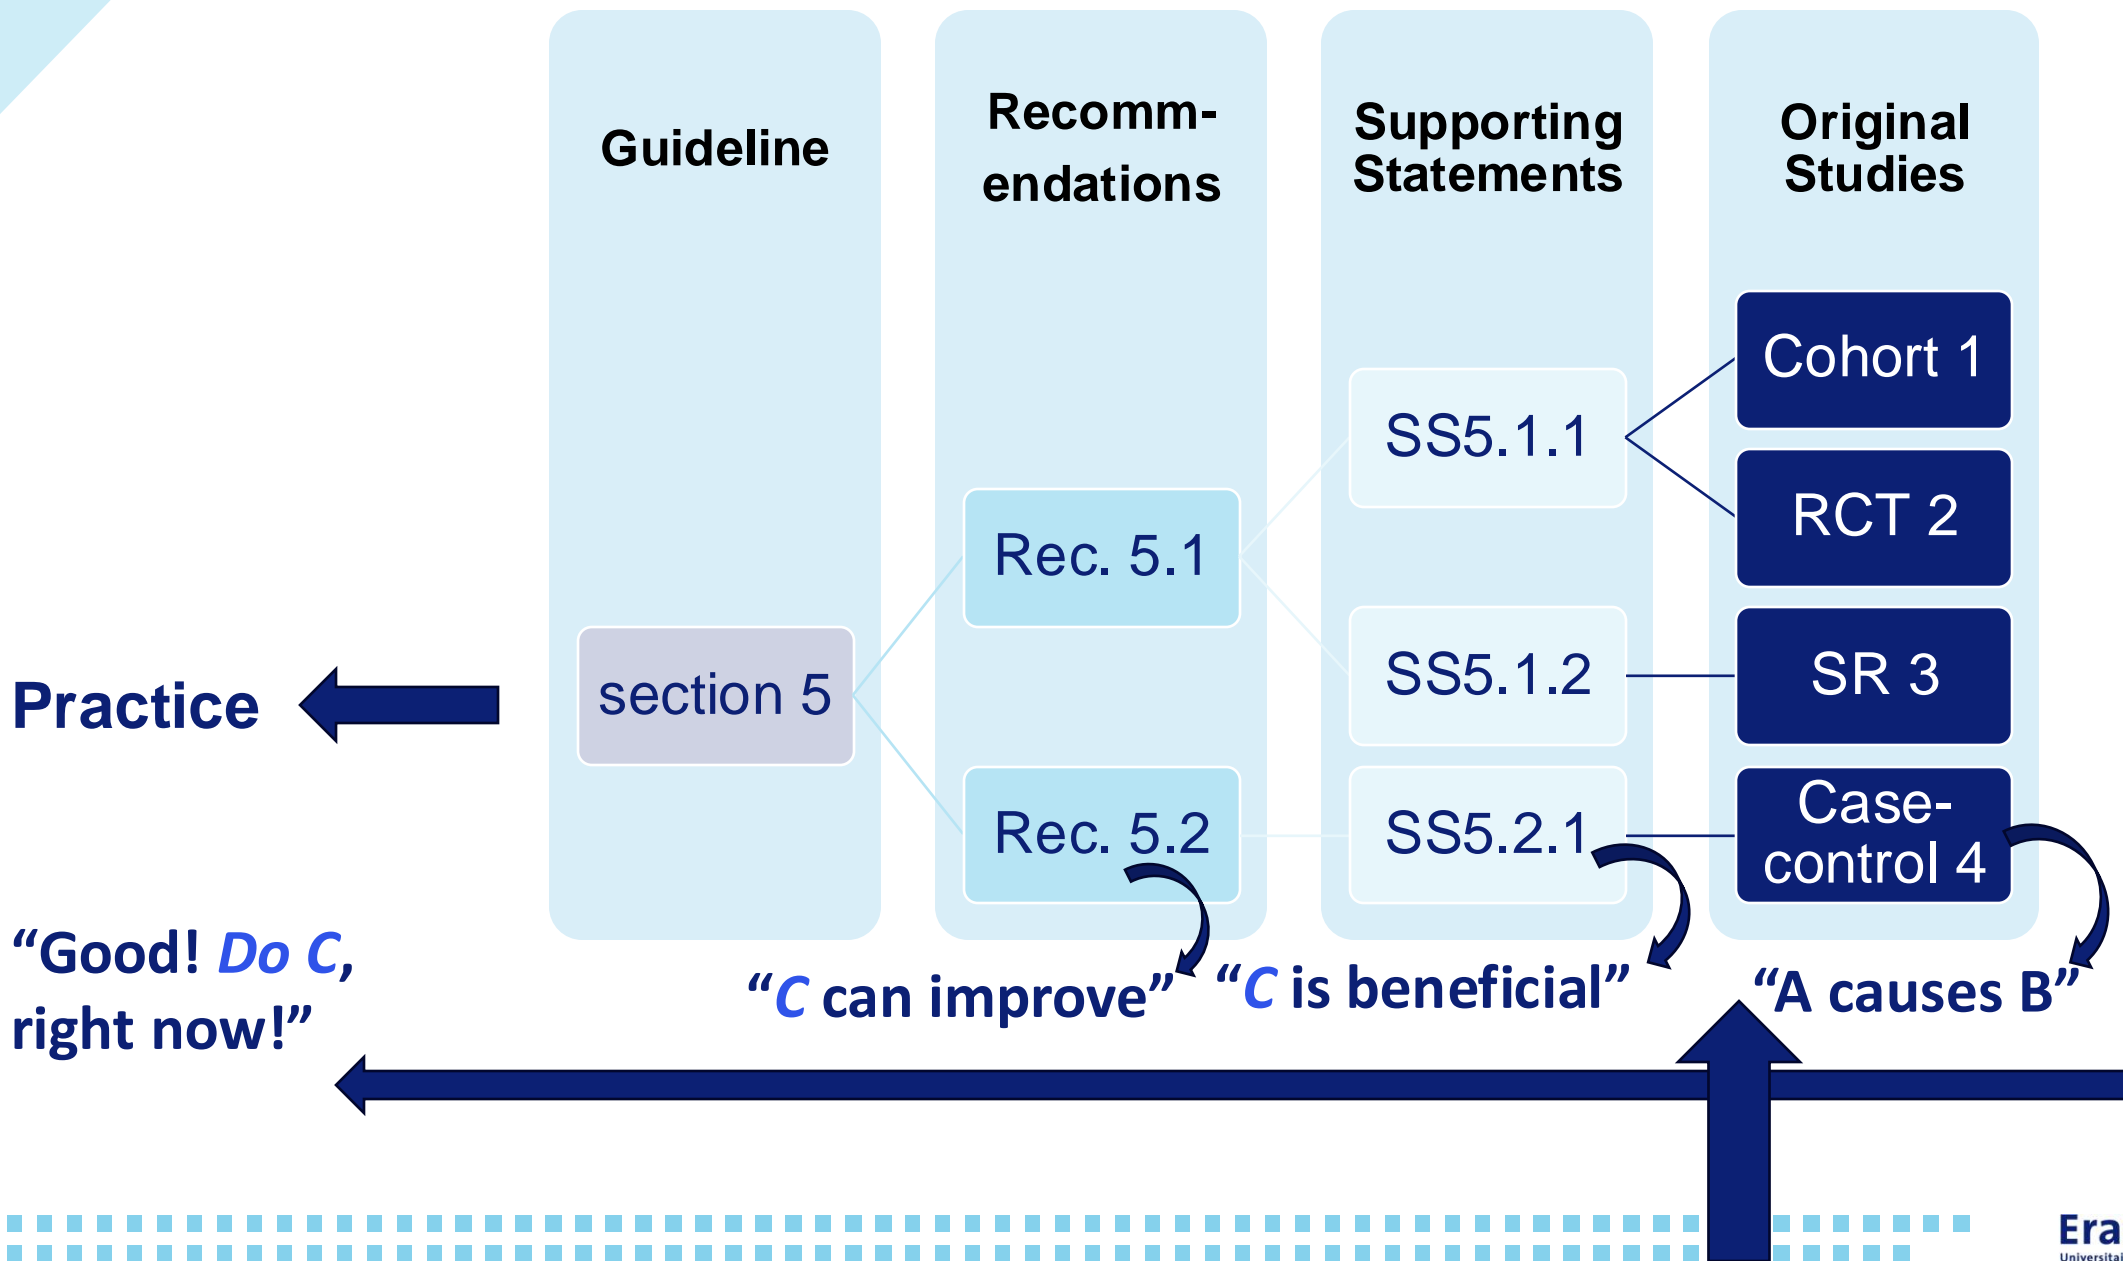 Guideline
Recomm-
endations
Supporting
Statements
Original
Studies
Cohort 1
SS5.1.1
RCT 2
Rec. 5.1
SS5.1.2
SR 3
Practice
section 5
Rec. 5.2
SS5.2.1
Case-
control 4
“Good! Do C,
right now!”
“C can improve”
“C is beneficial”
“A causes B”
Era
Universitai